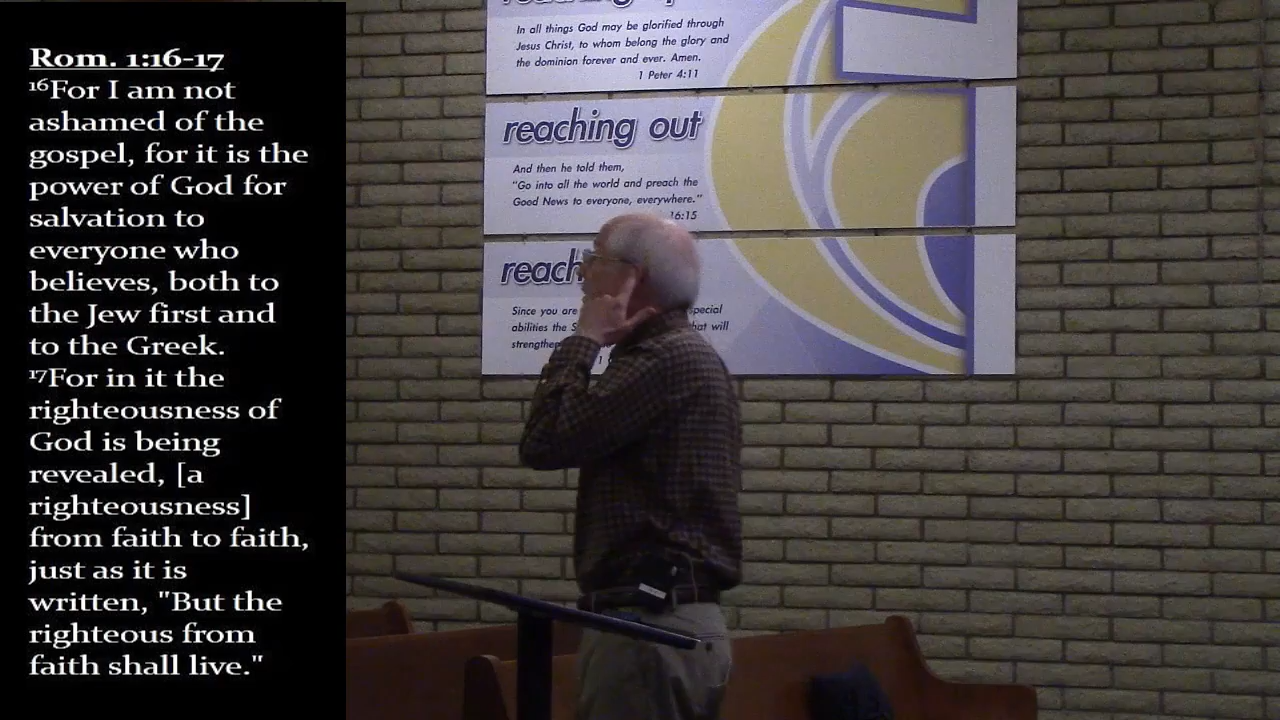 Rom. 1:16-17
16For I am not
ashamed of the
gospel, for it is the
power of God for
salvation to
everyone who
believes, both to
the Jew first and
to the Greek.
17For in it the
righteousness of
God is being
revealed, [a
righteousness]
from faith to faith,
just as it is
written, "But the
righteous from
faith shall live."
In all things God may be glorified through
Jesus Christ, to whom belong the glory and
the dominion forever and ever. Amen.
1 Peter 4:11
reaching out
And then he told them,
"Go into all the world and preach the
Good News to everyone, everywhere."
16:15
reach
Since you are special
abilities the that will
strengthen